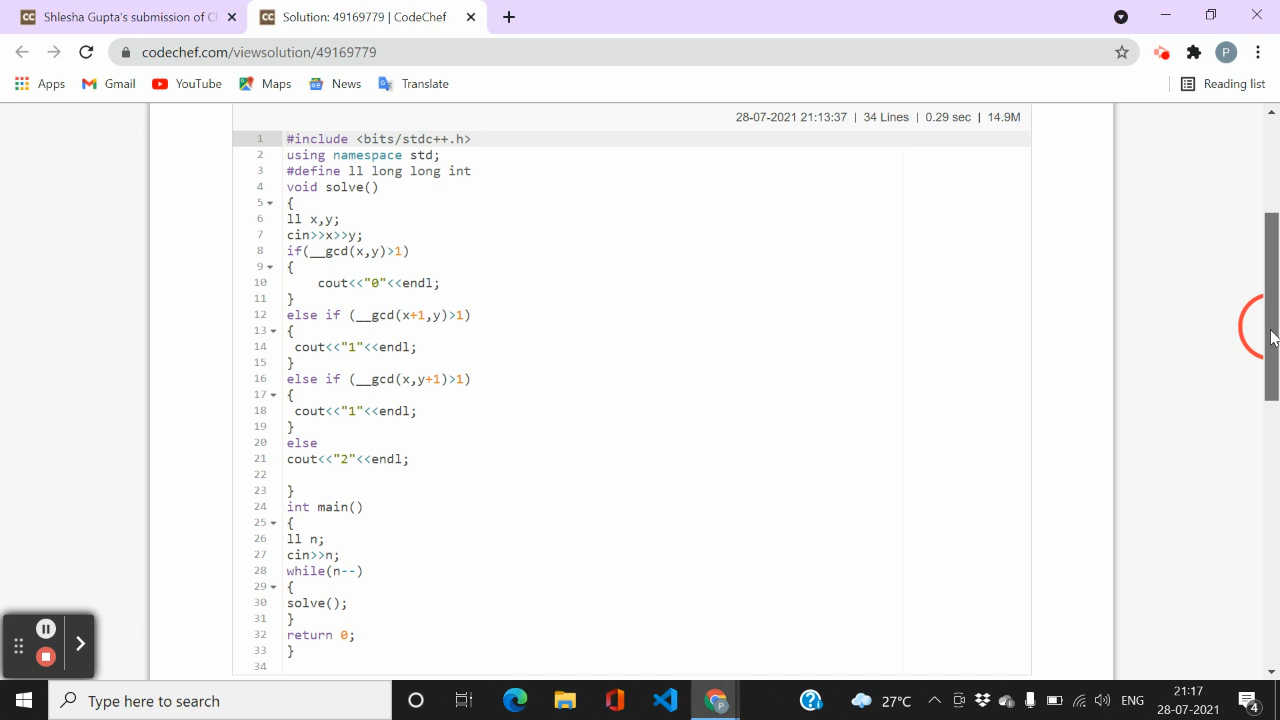 Shlesha Gupta's submission of Cl
Solution: 49169779 | CodeChef
codechef.com/viewsolution/49169779
P
Apps
Gmail
YouTube
Maps
News
Translate
Reading list
28-07-2021 21:13:37 | 34 Lines | 0.29 sec | 14.9M
1 #include <bits/stdc++.h>
2 using namespace std;
3 #define ll long long int
4 void solve()
5 {
6 ll x,y;
7 cin>>x>>y;
8 if(__gcd(x,y)>1)
9 {
10 cout<<"0"<<endl;
11 }
12 else if (__gcd(x+1,y)>1)
13 {
14 cout<<"1"<<endl;
15 }
16 else if (__gcd(x,y+1)>1)
17 {
18 cout<<"1"<<endl;
19 }
20 else
21 cout<<"2"<<endl;
22
23 }
24 int main()
25 {
26 ll n;
27 cin>>n;
28 while(n--)
29 {
30 solve();
31 }
32 return 0;
33 }
34
Type here to search
27°C
ENG
21:17
28-07-2021
4